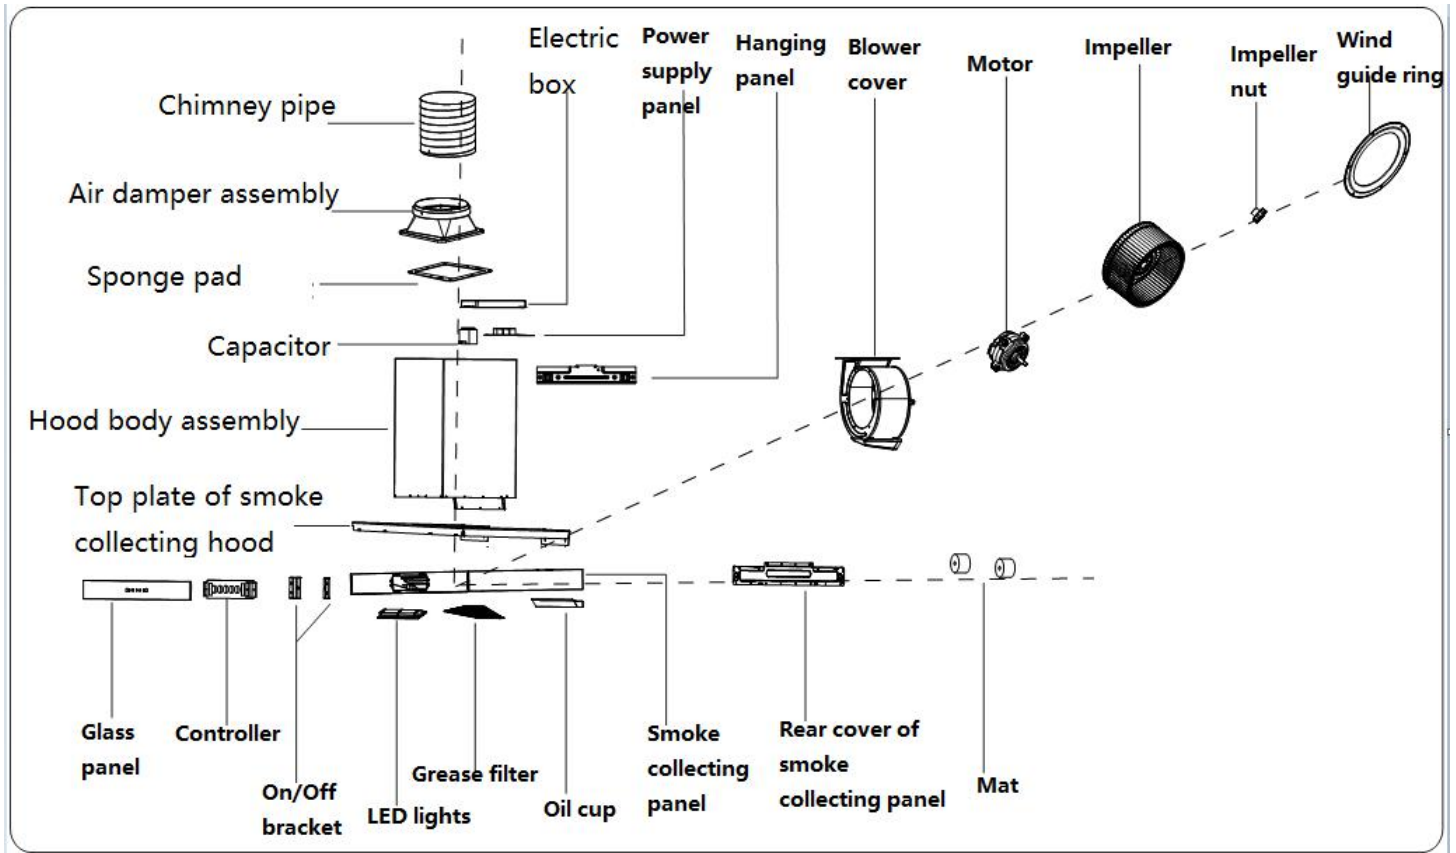 Electric
box
Power
supply
panel
Hanging
panel
Blower
cover
Motor
Impeller
Impeller
nut
Wind
guide ring
Chimney pipe
Air damper assembly
Sponge pad
Capacitor
Hood body assembly
Top plate of smoke
collecting hood
Glass
panel
Controller
On/Off
bracket
LED lights
Grease filter
Oil cup
Smoke
collecting
panel
Rear cover of
smoke
collecting panel
Mat